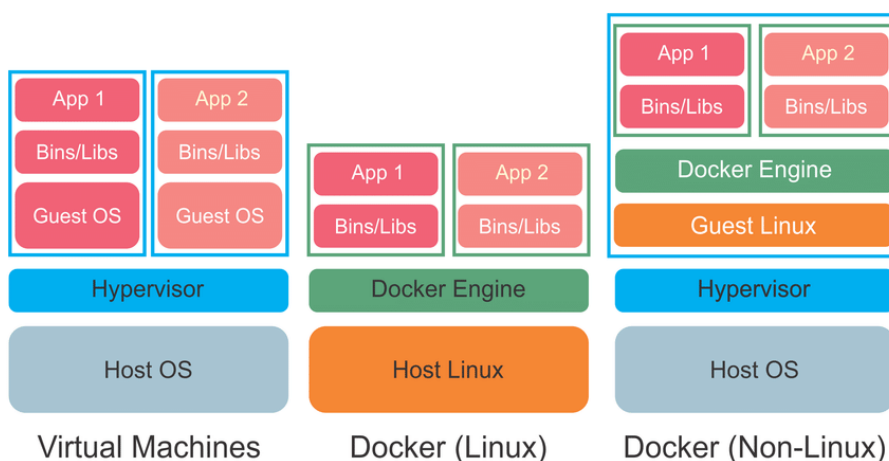 App 1
App 2
Bins/Libs
Bins/Libs
Guest OS
Guest OS
Hypervisor
Host OS
Virtual Machines
App 1
App 2
Bins/Libs
Bins/Libs
Docker Engine
Host Linux
Docker (Linux)
App 1
App 2
Bins/Libs
Bins/Libs
Docker Engine
Guest Linux
Hypervisor
Host OS
Docker (Non-Linux)